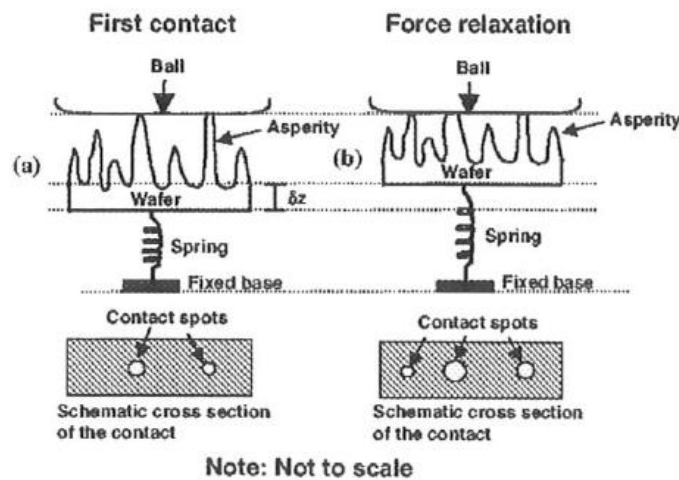 First contact
Force relaxation
Ball
Ball
Asperity
Asperity
(a)
(b)
Wafer
δz
Wafer
Spring
Spring
Fixed base
Fixed base
Contact spots
Contact spots
Schematic cross section
of the contact
Schematic cross section
of the contact
Note: Not to scale